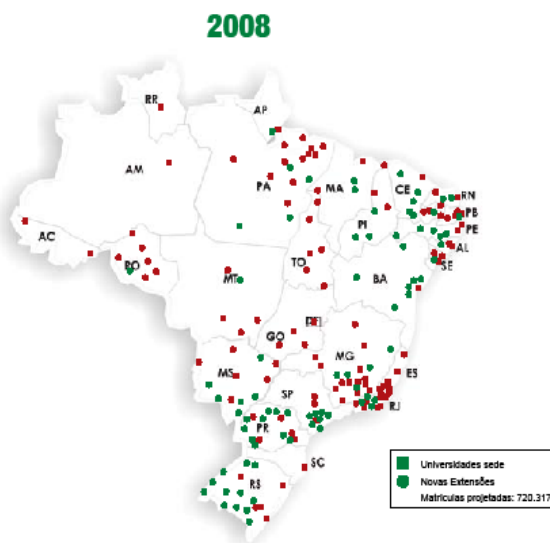 2008
RR
AP
AM
PA
MA
CE
RN
PB
PE
PI
AL
SE
AC
RO
TO
MT
BA
DF
GO
MG
ES
MS
SP
RJ
PR
SC
RS
Universidades sede
Novas Extensões
Matrículas projetadas: 720.317